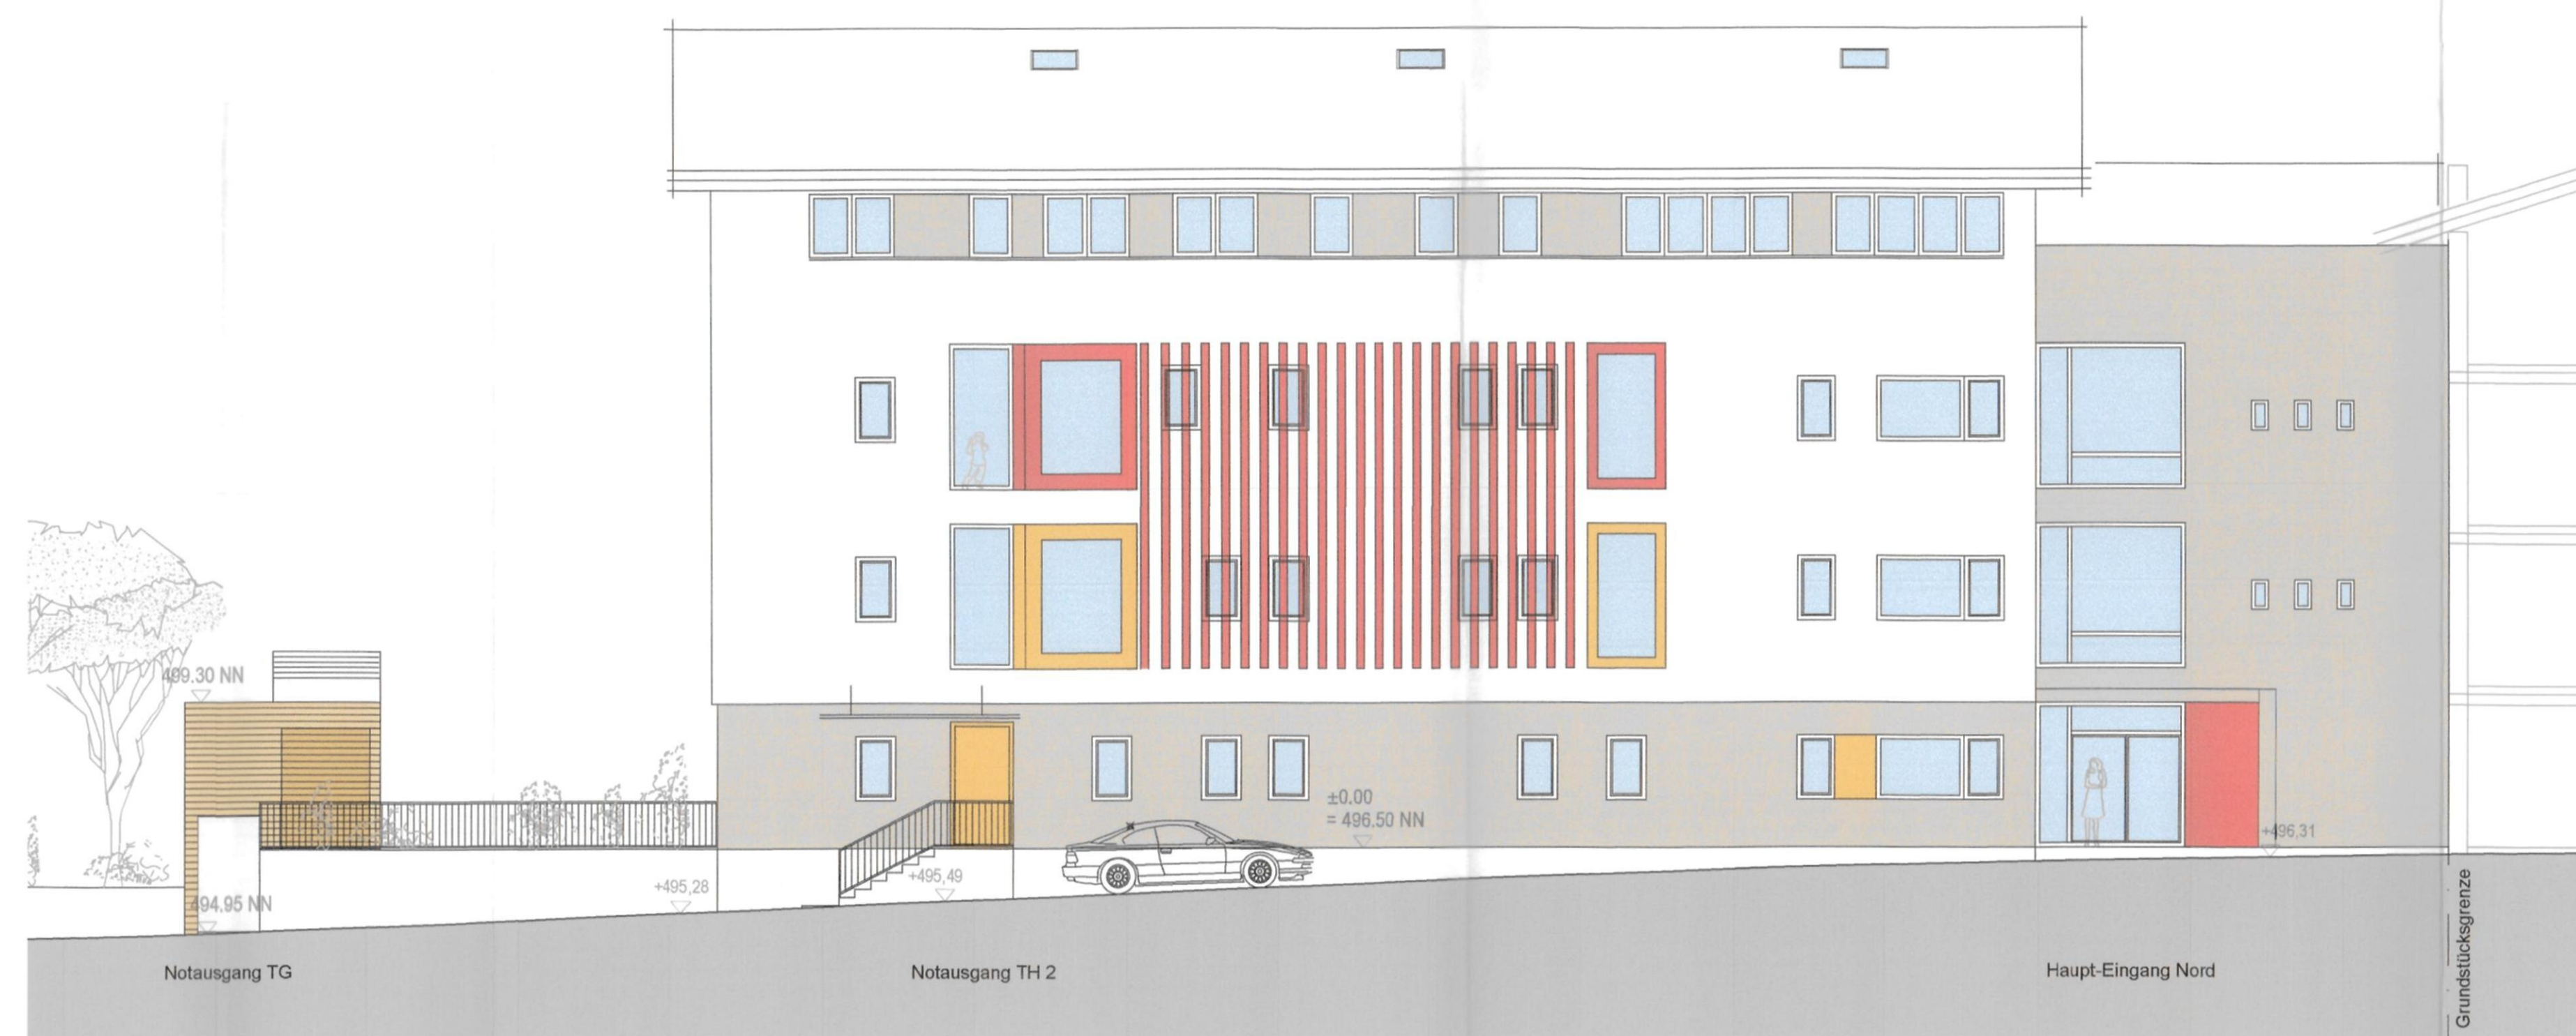 499.30 NN
±0.00
= 496.50 NN
+496,31
+495,49
+495,28
494.95 NN
Notausgang TG
Notausgang TH 2
Haupt-Eingang Nord
Grundstücksgrenze